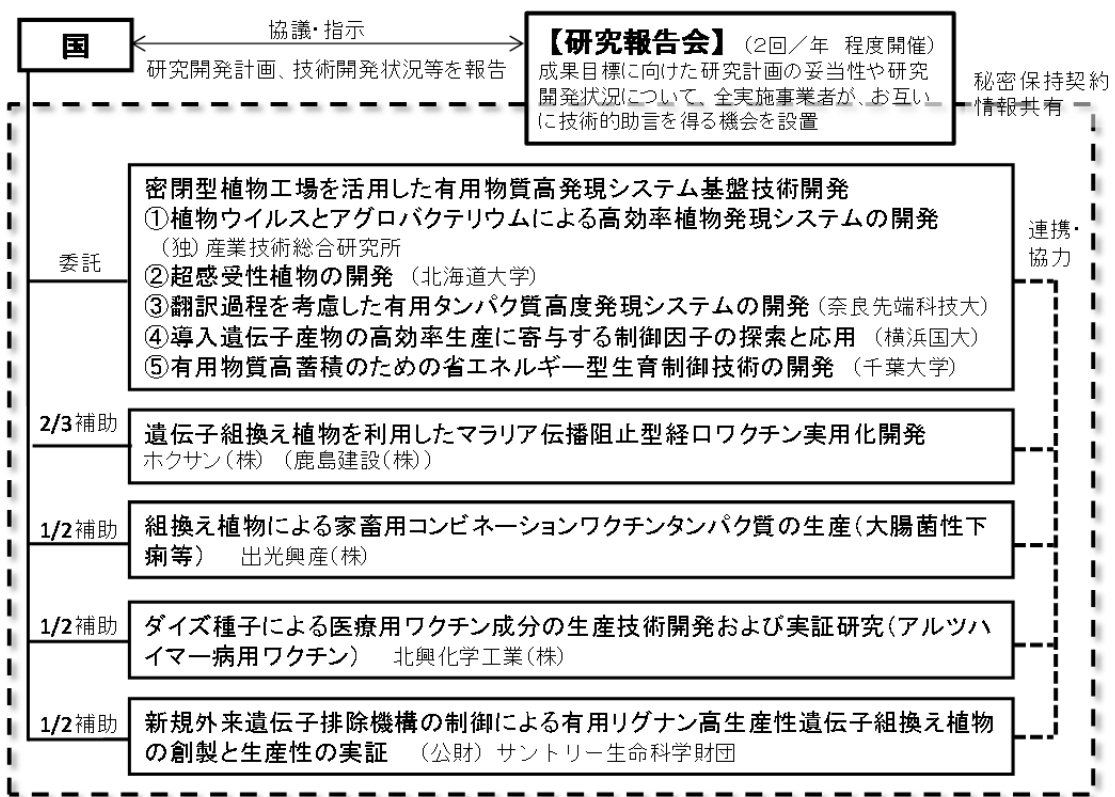 国
協議・指示
研究開発計画、技術開発状況等を報告
【研究報告会】（2回／年 程度開催）
成果目標に向けた研究計画の妥当性や研究
開発状況について、全実施事業者が、お互い
に技術的助言を得る機会を設置
秘密保持契約
情報共有
委託
密閉型植物工場を活用した有用物質高発現システム基盤技術開発
①植物ウイルスとアグロバクテリウムによる高効率植物発現システムの開発
（独）産業技術総合研究所
②超感受性植物の開発（北海道大学）
③翻訳過程を考慮した有用タンパク質高度発現システムの開発（奈良先端科技大）
④導入遺伝子産物の高効率生産に寄与する制御因子の探索と応用（横浜国大）
⑤有用物質高蓄積のための省エネルギー型生育制御技術の開発（千葉大学）
連携・
協力
2/3補助
遺伝子組換え植物を利用したマラリア伝播阻止型経口ワクチン実用化開発
ホクサン（株）（鹿島建設（株））
1/2補助
組換え植物による家畜用コンビネーションワクチンタンパク質の生産（大腸菌性下
痢等） 出光興産（株）
1/2補助
ダイズ種子による医療用ワクチン成分の生産技術開発および実証研究（アルツハ
イマー病用ワクチン） 北興化学工業（株）
1/2補助
新規外来遺伝子排除機構の制御による有用リグナン高生産性遺伝子組換え植物
の創製と生産性の実証 （公財）サントリー生命科学財団